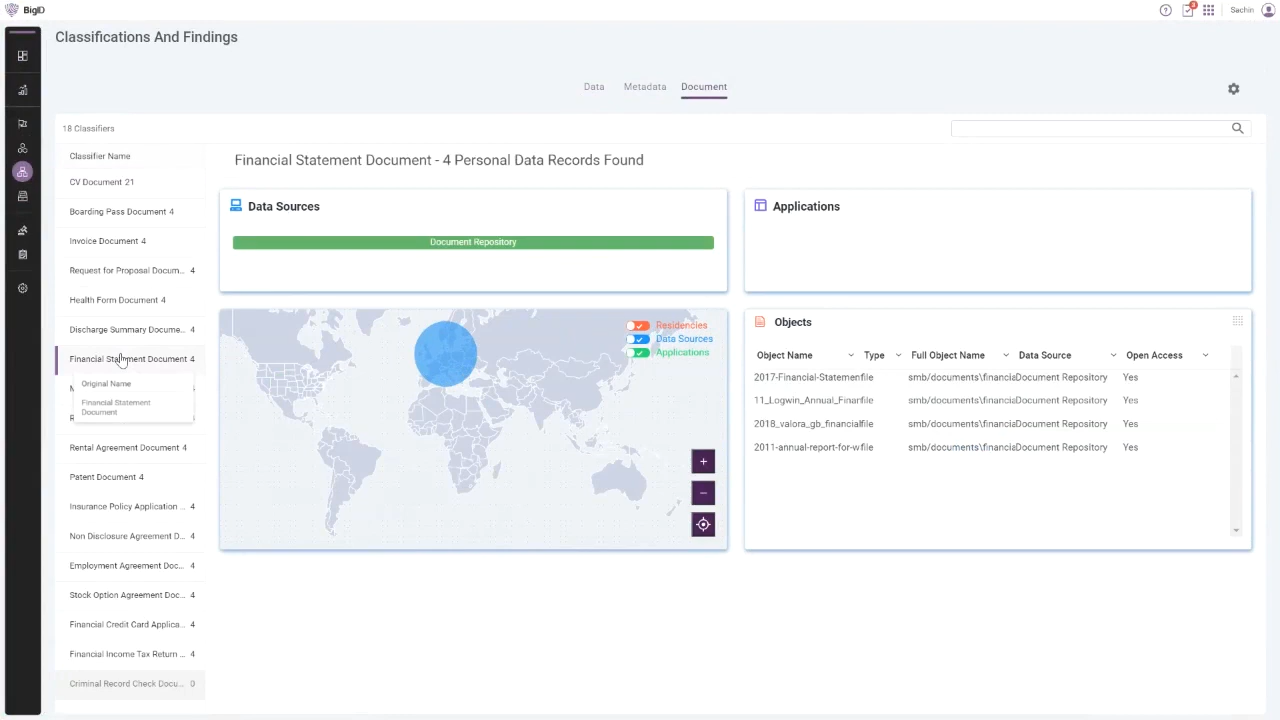 BigID
3
Sachin
Classifications And Findings
Data
Metadata
Document
18 Classifiers
Classifier Name
CV Document 21
Boarding Pass Document 4
Invoice Document 4
Request for Proposal Docum... 4
Health Form Document 4
Discharge Summary Docume... 4
Financial Statement Document 4
Original Name
Financial Statement
Document
Rental Agreement Document 4
Patent Document 4
Insurance Policy Application ... 4
Non Disclosure Agreement D... 4
Employment Agreement Doc... 4
Stock Option Agreement Doc... 4
Financial Credit Card Applica... 4
Financial Income Tax Return ... 4
Criminal Record Check Docu... 0
Financial Statement Document - 4 Personal Data Records Found
Data Sources
Document Repository
Applications
Residencies
Data Sources
Applications
Objects
Object Name Type Full Object Name Data Source Open Access
2017-Financial-Statemenfile smb/documents\financiaDocument Repository Yes
11_Logwin_Annual_Finarfile smb/documents\financiaDocument Repository Yes
2018_valora_gb_financialfile smb/documents\financiaDocument Repository Yes
2011-annual-report-for-wfile smb/documents\financiaDocument Repository Yes